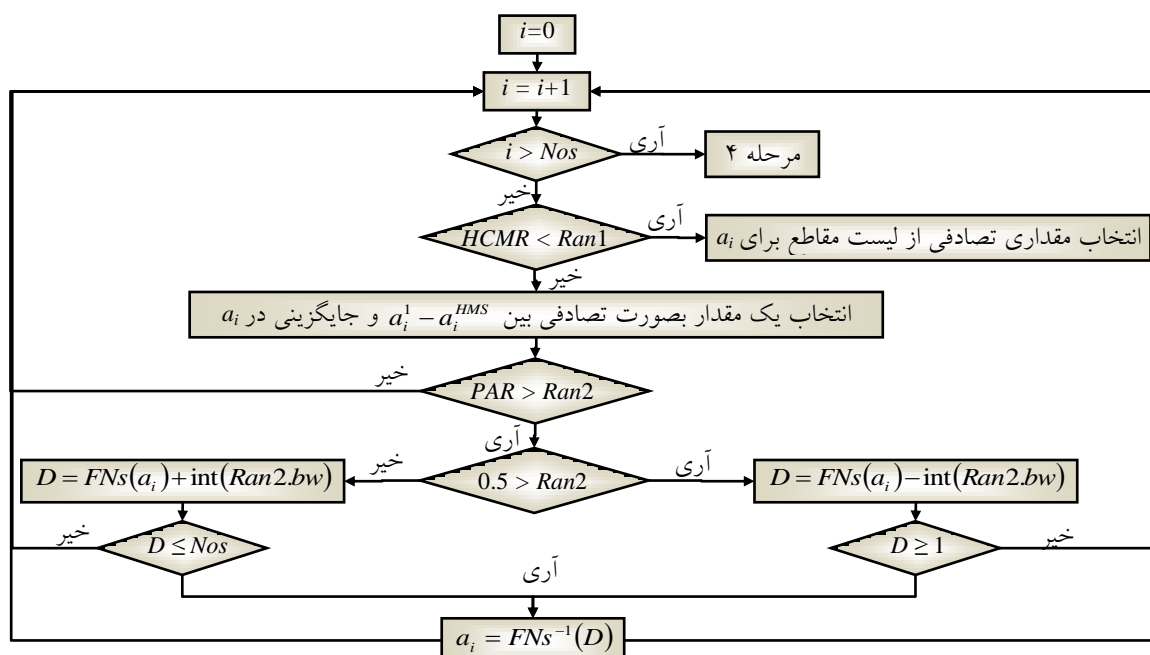 i=0
i = i+1
i > Nos
آری
مرحله ۴
خیر
HCMR < Ran1
آری
انتخاب مقداری تصادفی از لیست مقاطع برای a_i
خیر
انتخاب یک مقدار بصورت تصادفی بین a_i^1 − a_i^{HMS} و جایگزینی در a_i
PAR > Ran2
خیر
آری
0.5 > Ran2
خیر
آری
D = FNs(a_i) + int(Ran2.bw)
D = FNs(a_i) − int(Ran2.bw)
D ≤ Nos
خیر
D ≥ 1
خیر
آری
a_i = FNs^{-1}(D)